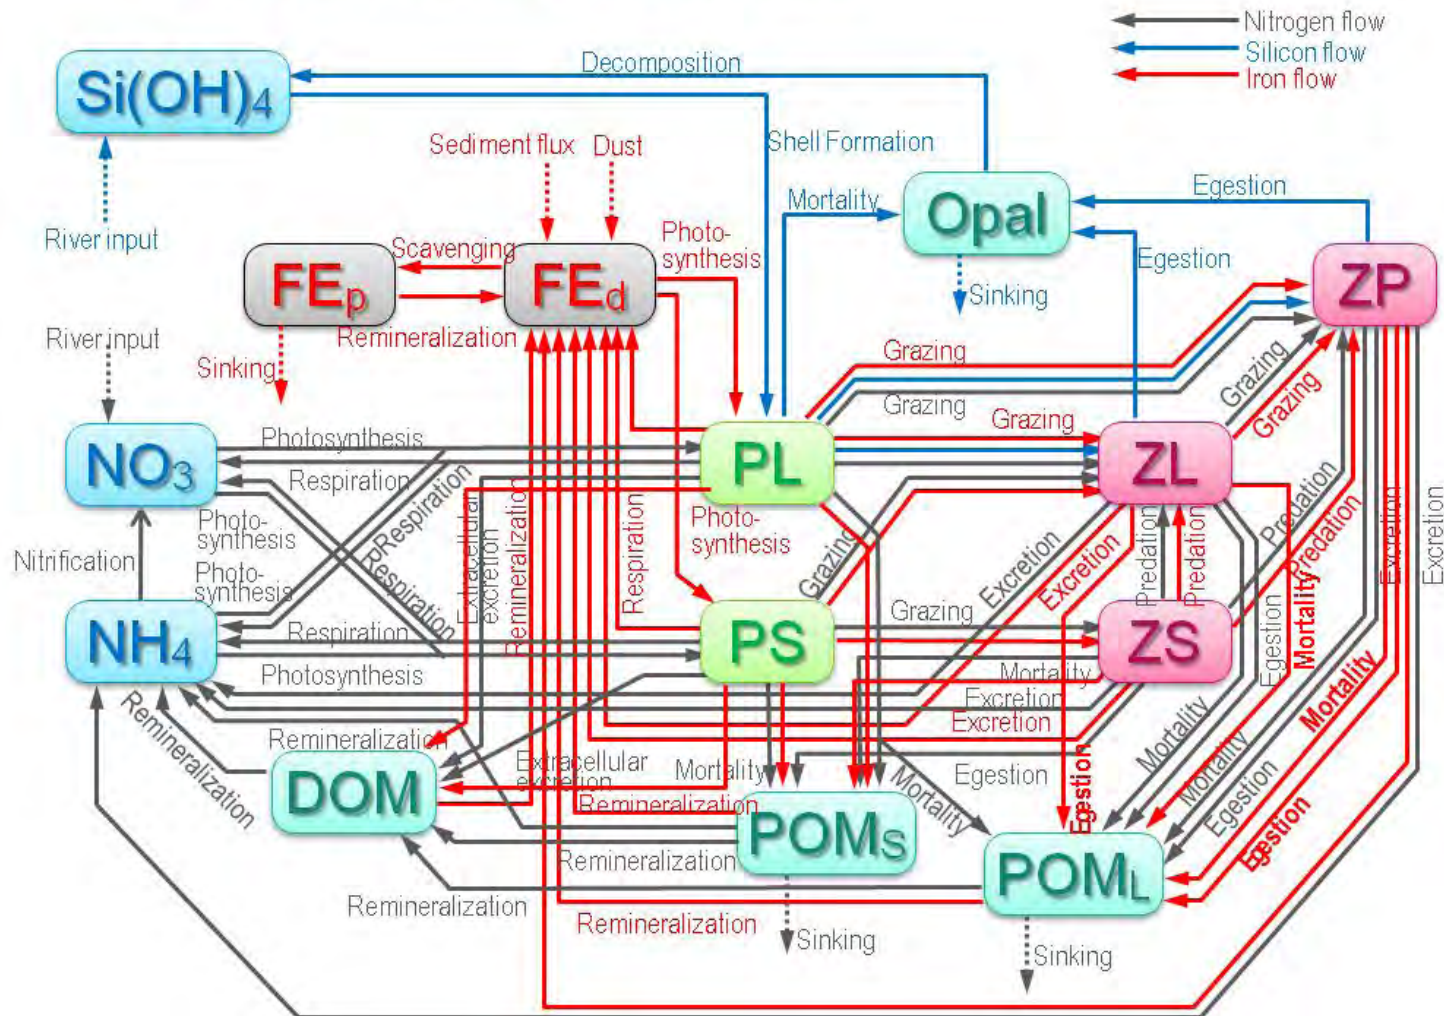 Nitrogen flow
Silicon flow
Iron flow
Decomposition
Si(OH)4
Sediment flux
Dust
Shell Formation
Mortality
Opal
Egestion
River input
Scavenging
Photo-
synthesis
Egestion
FEp
FEd
ZP
Sinking
River input
Remineralization
Sinking
Grazing
Grazing
Grazing
Grazing
Grazing
NO3
Photosynthesis
Respiration
PL
ZL
Photo-
synthesis
Respiration
Respiration
Extracellular
excretion
Remineralization
Photo-
synthesis
Respiration
Grazing
Excretion
Excretion
Predation
Predation
Predation
Predation
Excretion
Excretion
Nitrification
Photo-
synthesis
Respiration
NH4
Respiration
Photosynthesis
PS
Grazing
ZS
Mortality
Egestion
Mortality
Excretion
Excretion
Remineralization
Remineralization
DOM
Extracellular
excretion
Mortality
Egestion
Mortality
Mortality
Mortality
Mortality
Egestion
Egestion
Egestion
Remineralization
POMS
POML
Remineralization
Remineralization
Remineralization
Sinking
Sinking